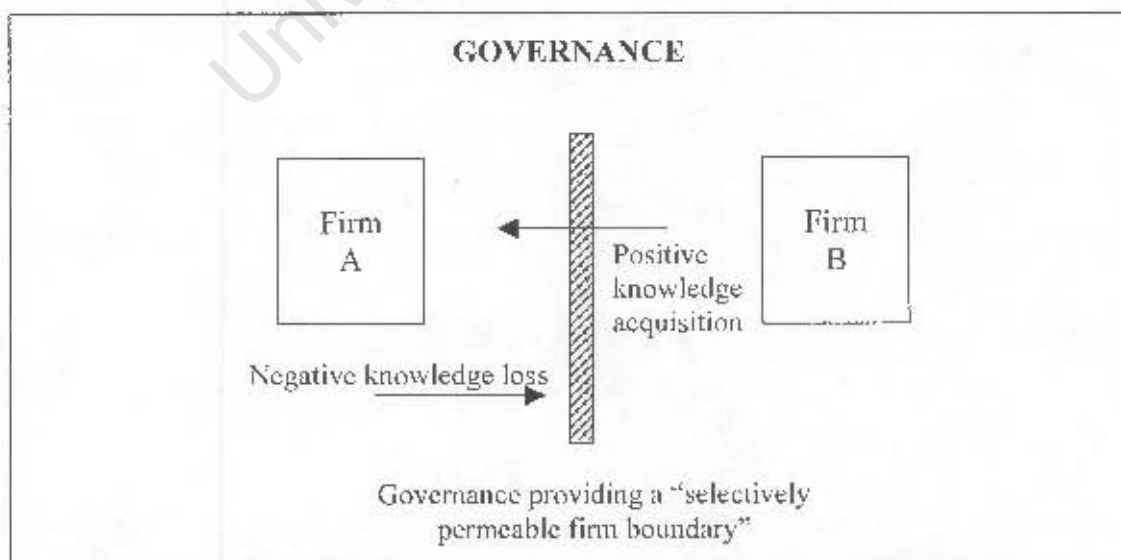 GOVERNANCE
Firm
A
Firm
B
Positive
knowledge
acquisition
Negative knowledge loss
Governance providing a “selectively
permeable firm boundary”